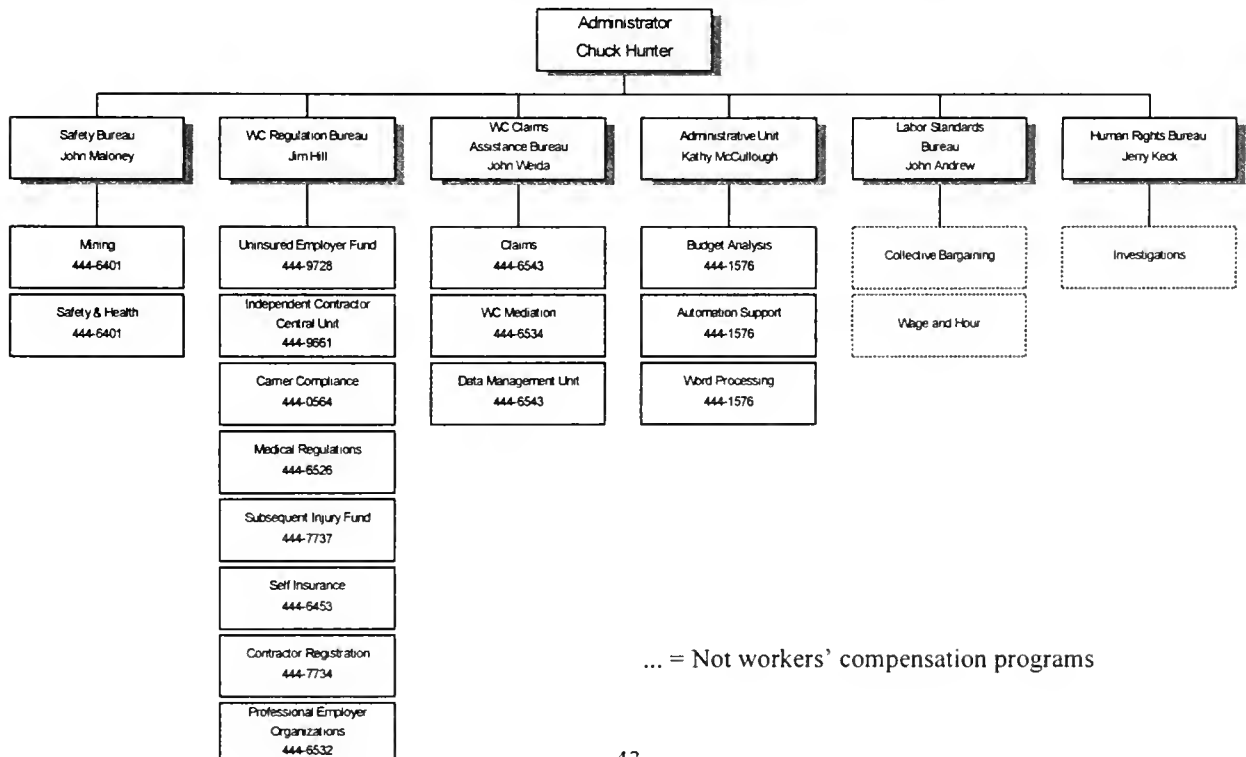 Administrator
Chuck Hunter
Safety Bureau
John Maloney
WC Regulation Bureau
Jim Hill
WC Claims
Assistance Bureau
John Weida
Administrative Unit
Kathy McCullough
Labor Standards
Bureau
John Andrew
Human Rights Bureau
Jerry Keck
Mining
444-6401
Safety & Health
444-6401
Uninsured Employer Fund
444-9728
Independent Contractor
Central Unit
444-9661
Carrier Compliance
444-0564
Medical Regulations
444-6526
Subsequent Injury Fund
444-7737
Self Insurance
444-6453
Contractor Registration
444-7734
Professional Employer
Organizations
444-6532
Claims
444-6543
WC Mediation
444-6534
Data Management Unit
444-6543
Budget Analysis
444-1576
Automation Support
444-1576
Word Processing
444-1576
Collective Bargaining
Wage and Hour
Investigations
... = Not workers' compensation programs